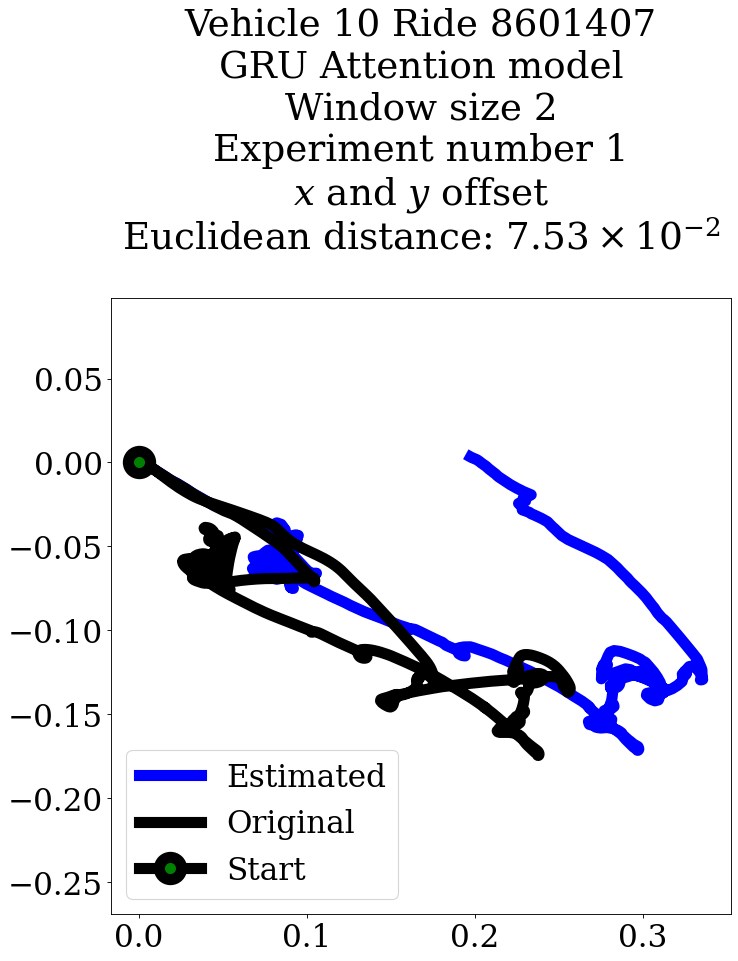 Vehicle 10 Ride 8601407
GRU Attention model
Window size 2
Experiment number 1
x and y offset
Euclidean distance: 7.53 × 10⁻²
0.05
0.00
−0.05
−0.10
−0.15
−0.20
−0.25
Estimated
Original
Start
0.0 0.1 0.2 0.3